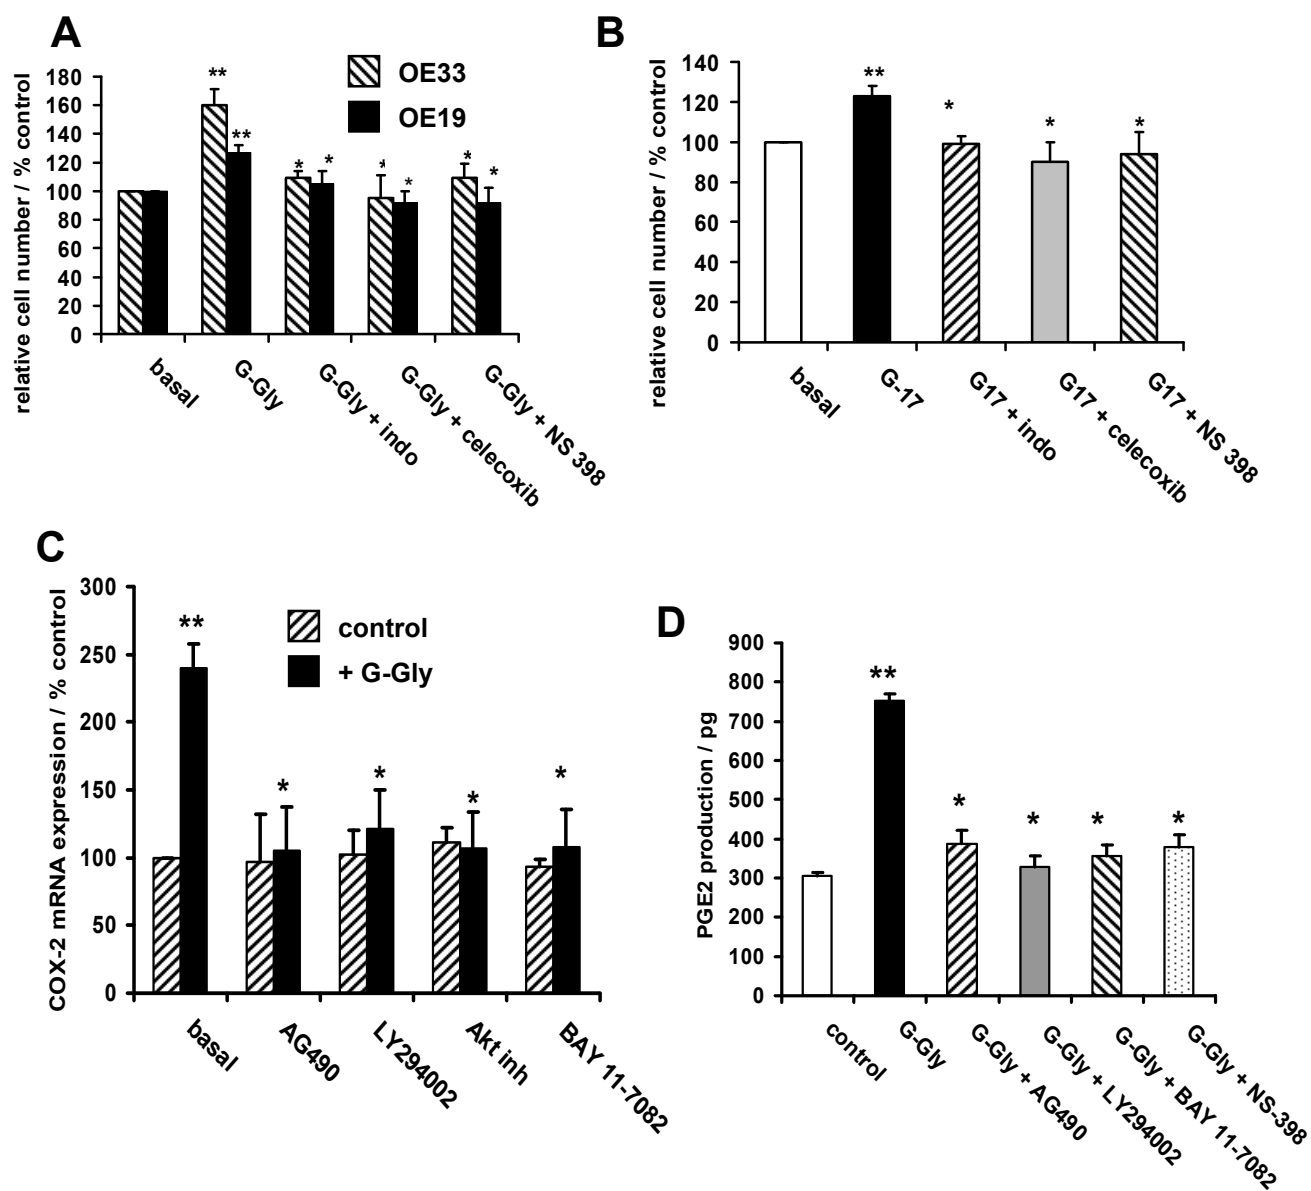 A
relative cell number / % control
180
160
140
120
100
80
60
40
20
0
OE33
OE19
**
**
*
*
*
*
*
*
basal
G-Gly
G-Gly + indo
G-Gly + celecoxib
G-Gly + NS 398
B
relative cell number / % control
140
120
100
80
60
40
20
0
**
*
*
*
basal
G-17
G17 + indo
G17 + celecoxib
G17 + NS 398
C
COX-2 mRNA expression / % control
300
250
200
150
100
50
0
control
+ G-Gly
**
*
*
*
*
basal
AG490
LY294002
Akt inh
BAY 11-7082
D
PGE2 production / pg
900
800
700
600
500
400
300
200
100
0
**
*
*
*
*
control
G-Gly
G-Gly + AG490
G-Gly + LY294002
G-Gly + BAY 11-7082
G-Gly + NS-398